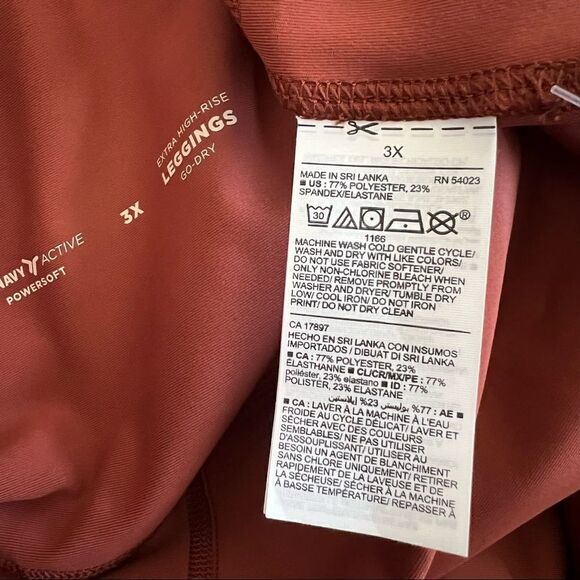 EXTRA HIGH-RISE
LEGGINGS
GO-DRY
3X
NAVY ACTIVE
POWERSOFT
3X
MADE IN SRI LANKA RN 54023
■ US : 77% POLYESTER, 23%
SPANDEX/ELASTANE
30 ®
1166
MACHINE WASH COLD GENTLE CYCLE/
WASH AND DRY WITH LIKE COLORS/
DO NOT USE FABRIC SOFTENER/
ONLY NON-CHLORINE BLEACH WHEN
NEEDED/ REMOVE PROMPTLY FROM
WASHER AND DRYER/ TUMBLE DRY
LOW/ COOL IRON/ DO NOT IRON
PRINT/ DO NOT DRY CLEAN
CA 17897
HECHO EN SRI LANKA CON INSUMOS
IMPORTADOS / DIBUAT DI SRI LANKA
■ CA : 77% POLYESTER, 23%
ÉLASTHANNE ■ CL/CR/MX/PE : 77%
poliéster, 23% elastano ■ ID : 77%
POLISTER, 23% ELASTANE
■ AE : 77% بوليستر, 23% إيلاستين
■ CA : LAVER À LA MACHINE À L'EAU
FROIDE AU CYCLE DÉLICAT/ LAVER ET
SÉCHER AVEC DES COULEURS
SEMBLABLES/ NE PAS UTILISER
D'ASSOUPLISSANT/ UTILISER AU
BESOIN UN AGENT DE BLANCHIMENT
SANS CHLORE UNIQUEMENT/ RETIRER
RAPIDEMENT DE LA LAVEUSE ET DE LA
SÉCHEUSE/ SÉCHER À LA MACHINE À
À BASSE TEMPÉRATURE/ REPASSER À